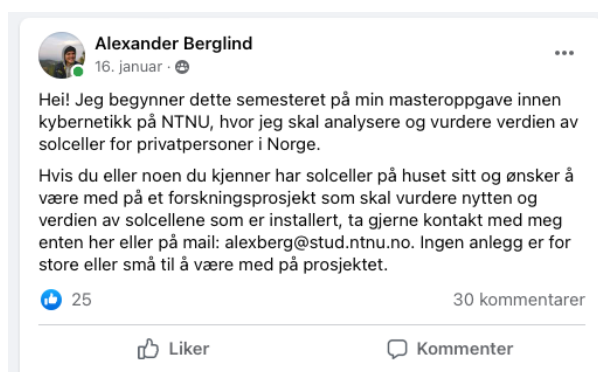 Alexander Berglind
16. januar ·
Hei! Jeg begynner dette semesteret på min masteroppgave innen
kybernetikk på NTNU, hvor jeg skal analysere og vurdere verdien av
solceller for privatpersoner i Norge.
Hvis du eller noen du kjenner har solceller på huset sitt og ønsker å
være med på et forskningsprosjekt som skal vurdere nytten og
verdien av solcellene som er installert, ta gjerne kontakt med meg
enten her eller på mail: alexberg@stud.ntnu.no. Ingen anlegg er for
store eller små til å være med på prosjektet.
25
30 kommentarer
Liker
Kommenter